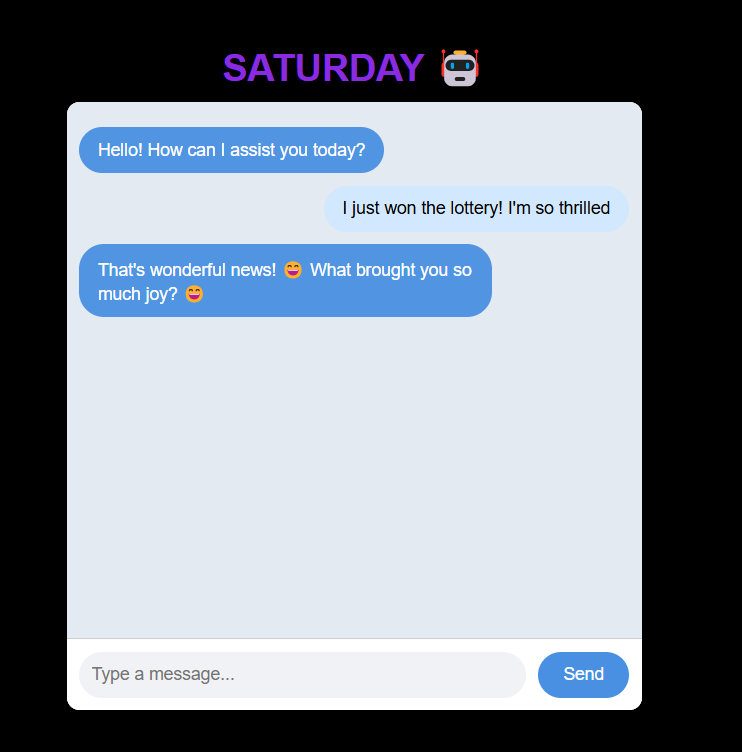 SATURDAY 🤖
Hello! How can I assist you today?
I just won the lottery! I'm so thrilled
That's wonderful news! 😄 What brought you so
much joy? 😄
Type a message...
Send